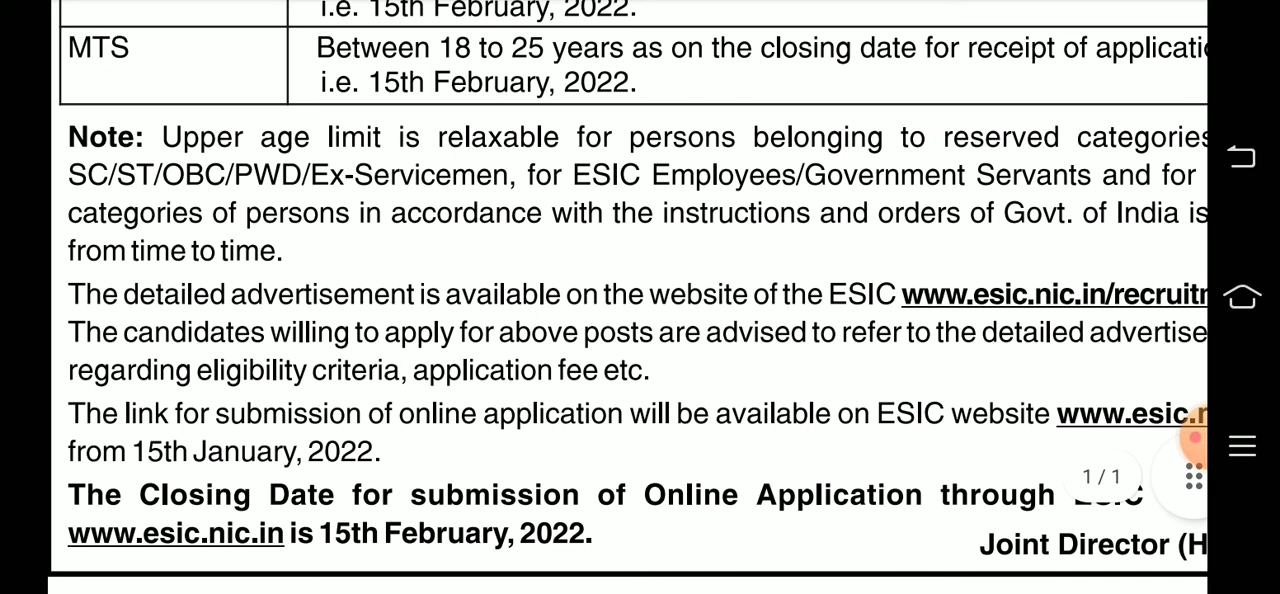 i.e. 15th February, 2022.
MTS
Between 18 to 25 years as on the closing date for receipt of applicati
i.e. 15th February, 2022.
Note: Upper age limit is relaxable for persons belonging to reserved categories
SC/ST/OBC/PWD/Ex-Servicemen, for ESIC Employees/Government Servants and for
categories of persons in accordance with the instructions and orders of Govt. of India is
from time to time.
The detailed advertisement is available on the website of the ESIC www.esic.nic.in/recruit
The candidates willing to apply for above posts are advised to refer to the detailed advertise
regarding eligibility criteria, application fee etc.
The link for submission of online application will be available on ESIC website www.esic.n
from 15th January, 2022.
The Closing Date for submission of Online Application through
www.esic.nic.in is 15th February, 2022.
1/1
Joint Director (H